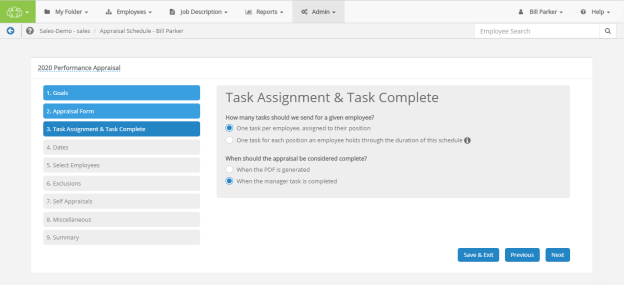 My Folder
Employees
Job Description
Reports
Admin
Bill Parker
Help
Sales-Demo - sales / Appraisal Schedule - Bill Parker
Employee Search
2020 Performance Appraisal
1. Goals
2. Appraisal Form
3. Task Assignment & Task Complete
4. Dates
5. Select Employees
6. Exclusions
7. Self Appraisals
8. Miscellaneous
9. Summary
Task Assignment & Task Complete
How many tasks should we send for a given employee?
One task per employee, assigned to their position
One task for each position an employee holds through the duration of this schedule
When should the appraisal be considered complete?
When the PDF is generated
When the manager task is completed
Save & Exit
Previous
Next